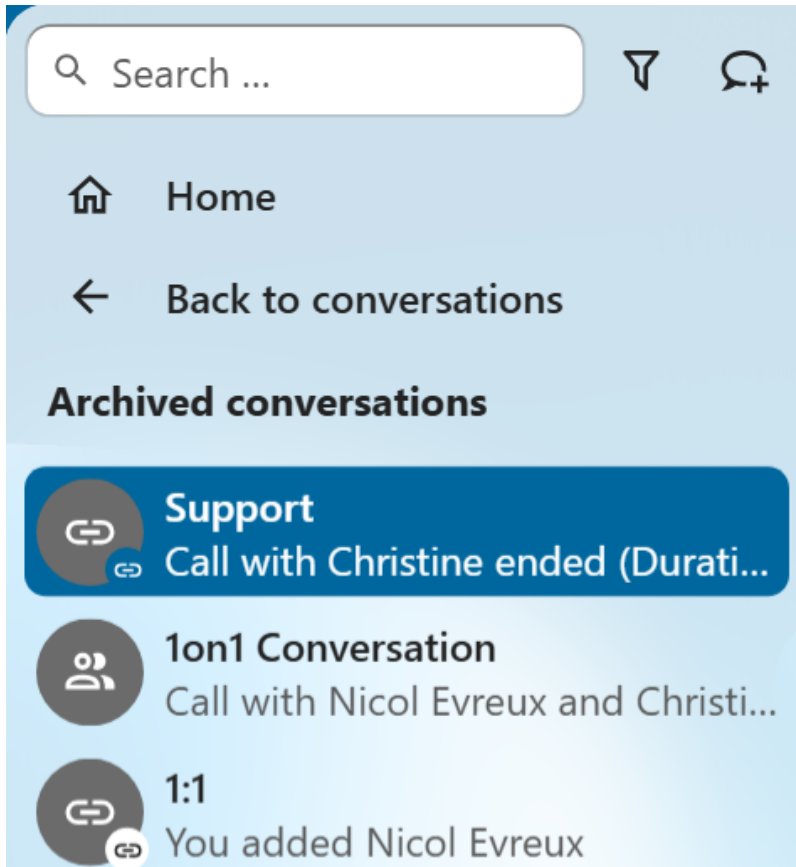 Search ...
Home
Back to conversations
Archived conversations
Support
Call with Christine ended (Durati...
1on1 Conversation
Call with Nicol Evreux and Christi...
1:1
You added Nicol Evreux